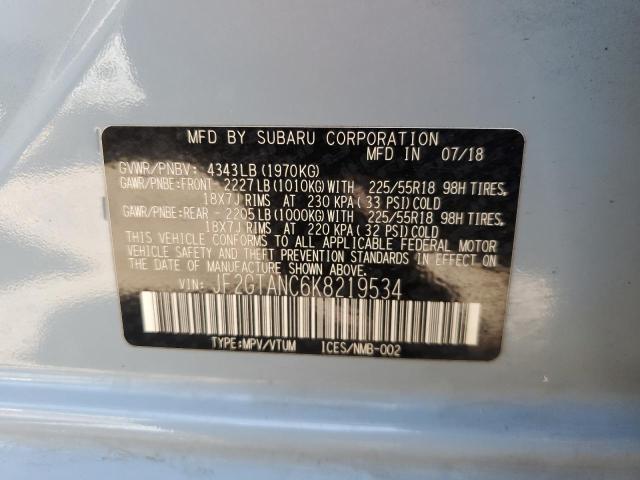 MFD BY SUBARU CORPORATION
MFD IN 07/18
GVWR/PNBV: 4343LB (1970KG)
GAWR/PNBE: FRONT- 2227LB (1010KG) WITH 225/55R18 98H TIRES,
18X7J RIMS AT 230 KPA (33 PSI) COLD
GAWR/PNBE: REAR - 2205LB (1000KG) WITH 225/55R18 98H TIRES,
18X7J RIMS AT 220 KPA (32 PSI) COLD
THIS VEHICLE CONFORMS TO ALL APPLICABLE FEDERAL MOTOR
VEHICLE SAFETY AND THEFT PREVENTION STANDARDS IN EFFECT
ON THE DATE OF MANUFACTURE SHOWN ABOVE.
VIN: JF2GTANC6K8219534
TYPE:MPV/VTUM ICES/NMB-002